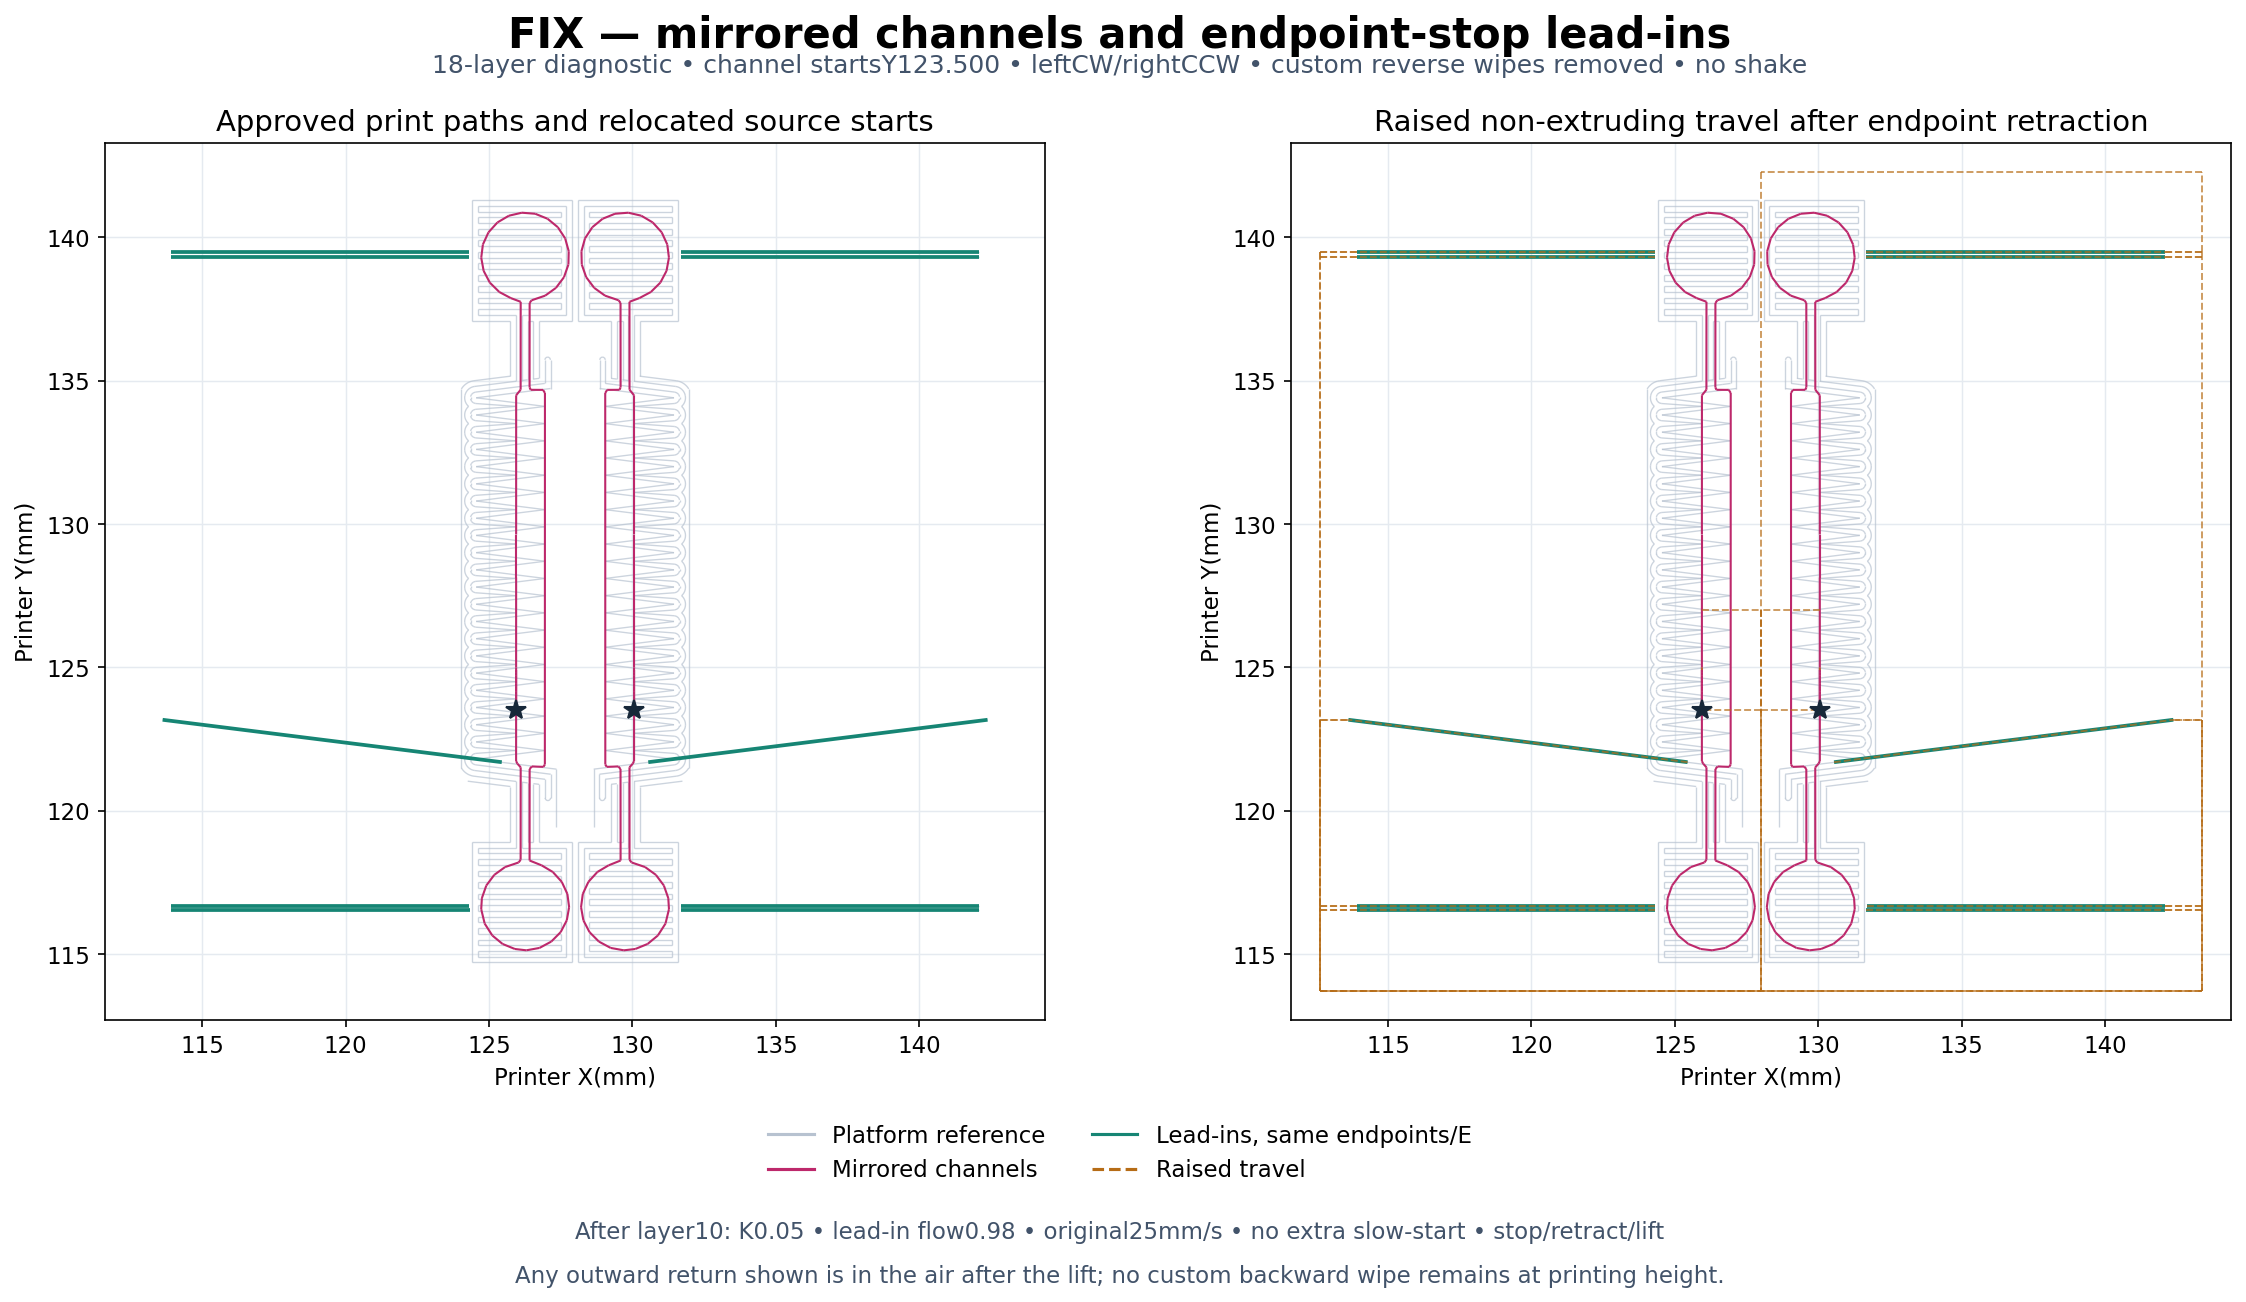 FIX — mirrored channels and endpoint-stop lead-ins
18-layer diagnostic • channel startsY123.500 • leftCW/rightCCW • custom reverse wipes removed • no shake
Approved print paths and relocated source starts
Printer Y(mm)
140
135
130
125
120
115
115
120
125
130
135
140
Printer X(mm)
Raised non-extruding travel after endpoint retraction
Printer Y(mm)
140
135
130
125
120
115
115
120
125
130
135
140
Printer X(mm)
Platform reference
Mirrored channels
Lead-ins, same endpoints/E
Raised travel
After layer10: K0.05 • lead-in flow0.98 • original25mm/s • no extra slow-start • stop/retract/lift
Any outward return shown is in the air after the lift; no custom backward wipe remains at printing height.